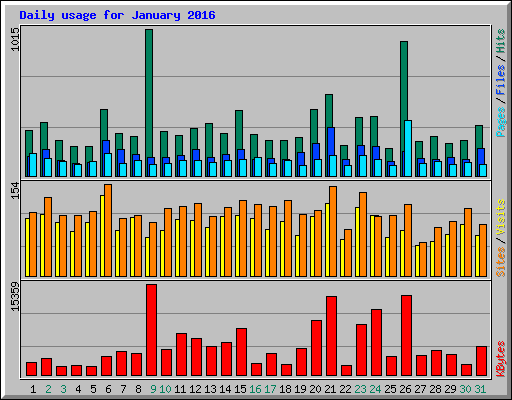 Daily usage for January 2016
1015
164
15359
Pages / Files / Hits
Sites / Visits
KBytes
1 2 3 4 5 6 7 8 9 10 11 12 13 14 15 16 17 18 19 20 21 22 23 24 25 26 27 28 29 30 31